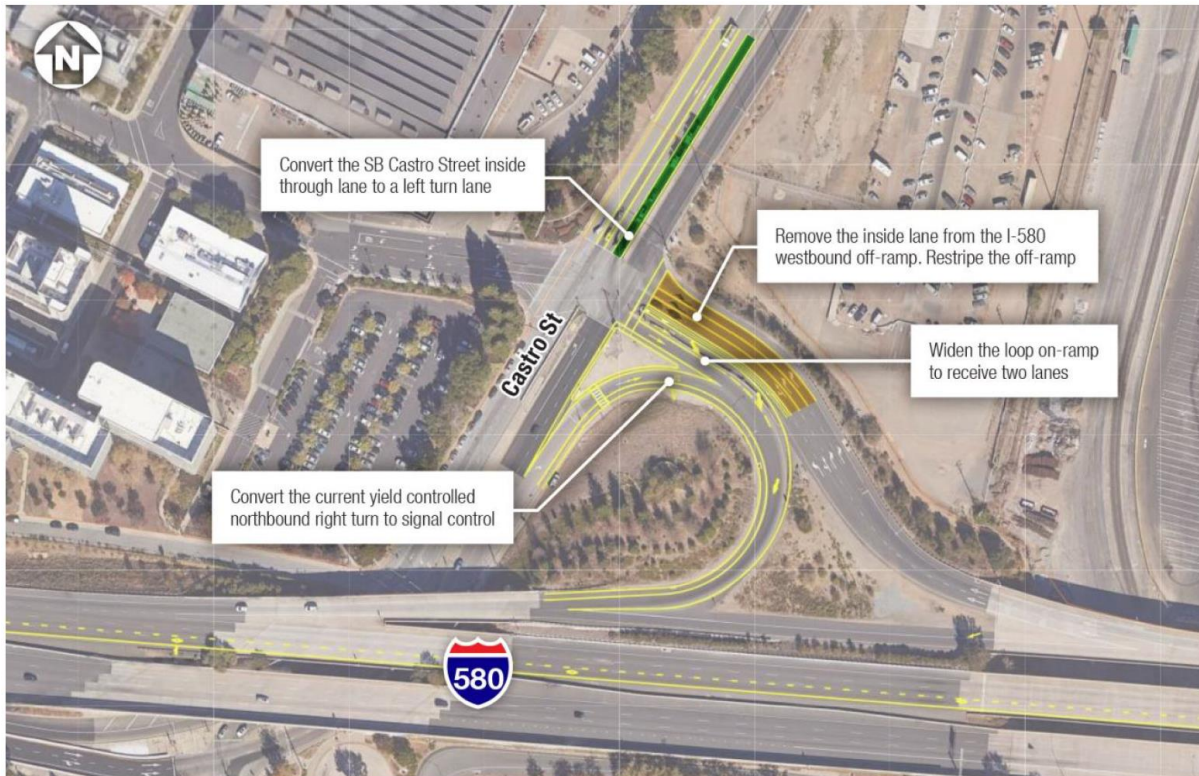 N
Convert the SB Castro Street inside
through lane to a left turn lane
Remove the inside lane from the I-580
westbound off-ramp. Restripe the off-ramp
Widen the loop on-ramp
to receive two lanes
Castro St
Convert the current yield controlled
northbound right turn to signal control
580